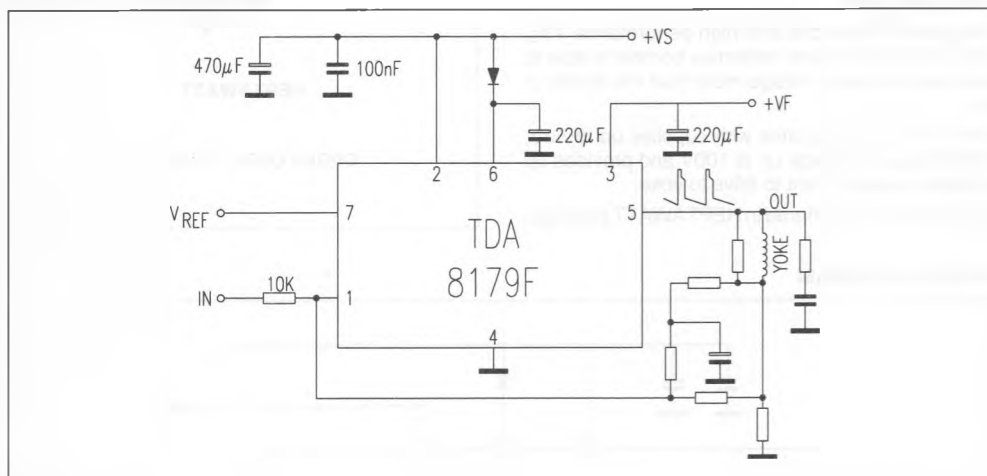 +VS
470µF
100nF
+VF
220µF
220µF
2
6
3
VREF
7
5
OUT
TDA
8179F
YOKE
IN
10K
1
4